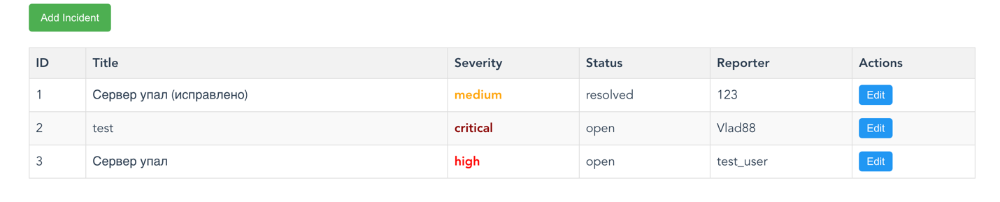 Add Incident
ID Title Severity Status Reporter Actions
1 Сервер упал (исправлено) medium resolved 123 Edit
2 test critical open Vlad88 Edit
3 Сервер упал high open test_user Edit